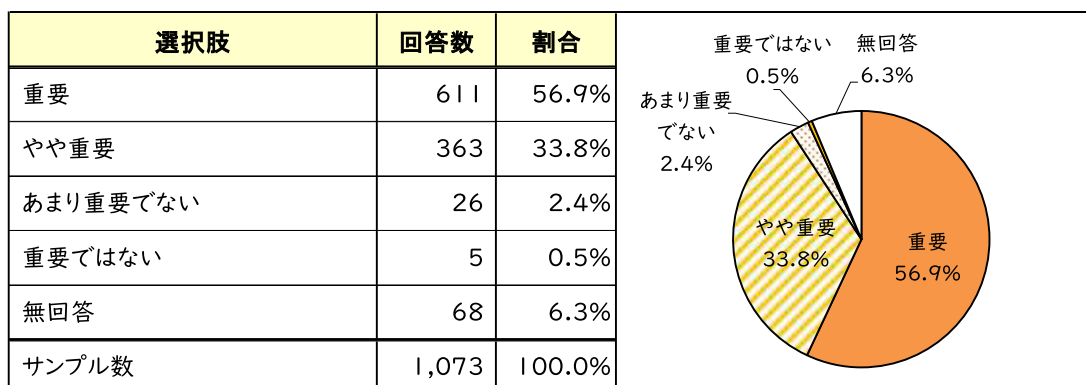 選択肢 回答数 割合
重要 611 56.9%
やや重要 363 33.8%
あまり重要でない 26 2.4%
重要ではない 5 0.5%
無回答 68 6.3%
サンプル数 1,073 100.0%
重要ではない
0.5%
無回答
6.3%
あまり重要
でない
2.4%
やや重要
33.8%
重要
56.9%